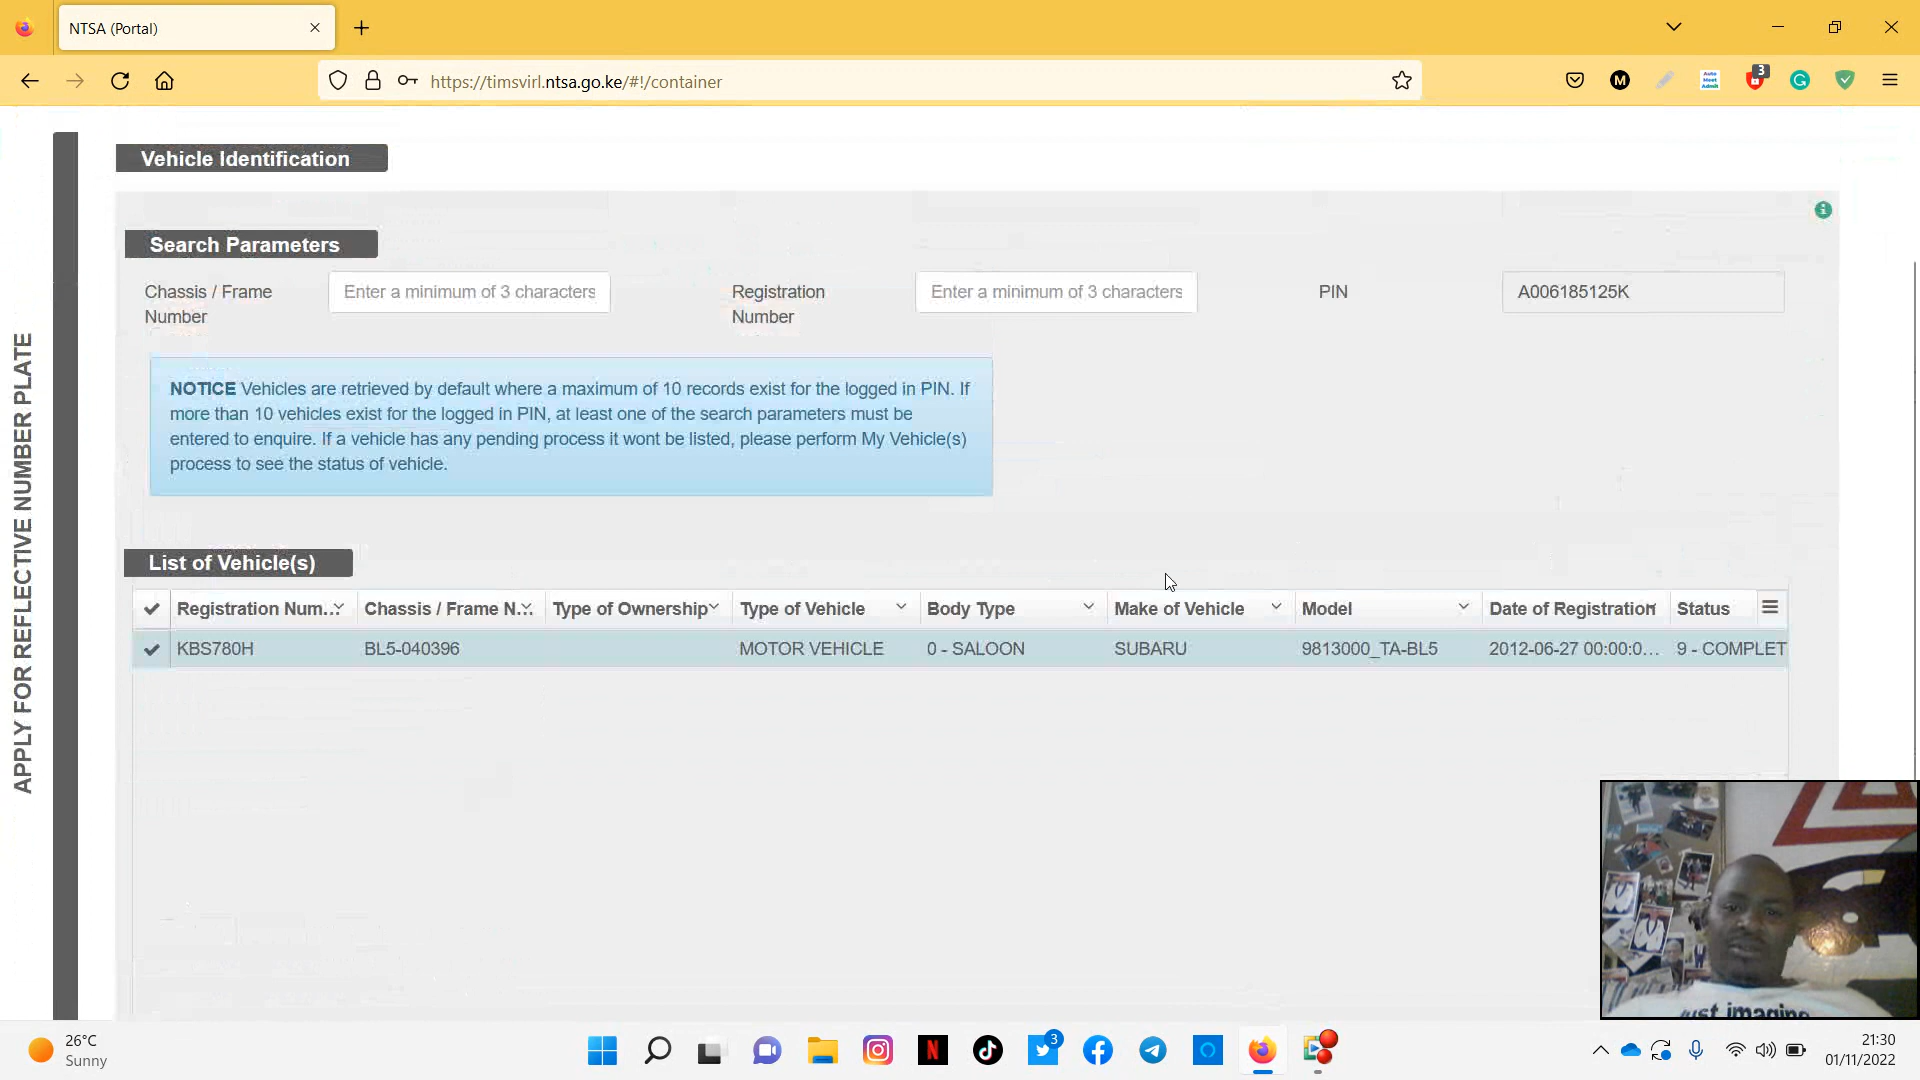 NTSA (Portal)
https://timsvirl.ntsa.go.ke/#!/container
Auto Meet Admit
3
APPLY FOR REFLECTIVE NUMBER PLATE
Vehicle Identification
Search Parameters
Chassis / Frame Number
Enter a minimum of 3 characters
Registration Number
Enter a minimum of 3 characters
PIN
A006185125K
NOTICE Vehicles are retrieved by default where a maximum of 10 records exist for the logged in PIN. If
more than 10 vehicles exist for the logged in PIN, at least one of the search parameters must be
entered to enquire. If a vehicle has any pending process it wont be listed, please perform My Vehicle(s)
process to see the status of vehicle.
List of Vehicle(s)
Registration Num... Chassis / Frame N... Type of Ownership Type of Vehicle Body Type Make of Vehicle Model Date of Registration Status
KBS780H BL5-040396 MOTOR VEHICLE 0 - SALOON SUBARU 9813000_TA-BL5 2012-06-27 00:00:0... 9 - COMPLET
just imagine
26°C
Sunny
3
21:30
01/11/2022